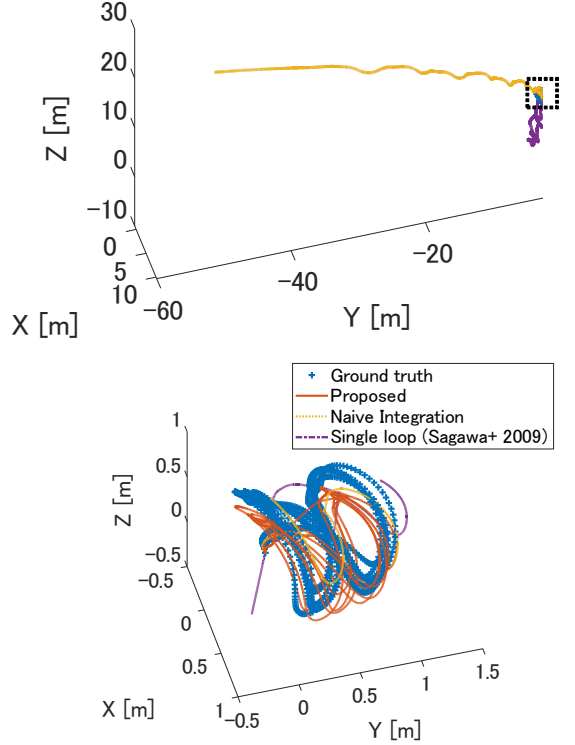 30
20
10
0
-10
Z [m]
0
5
10
X [m]
-60
-40
-20
Y [m]
Ground truth
Proposed
Naive Integration
Single loop (Sagawa+ 2009)
1
0.5
0
-0.5
Z [m]
-0.5
0
0.5
1
X [m]
-0.5
0
0.5
1
1.5
Y [m]